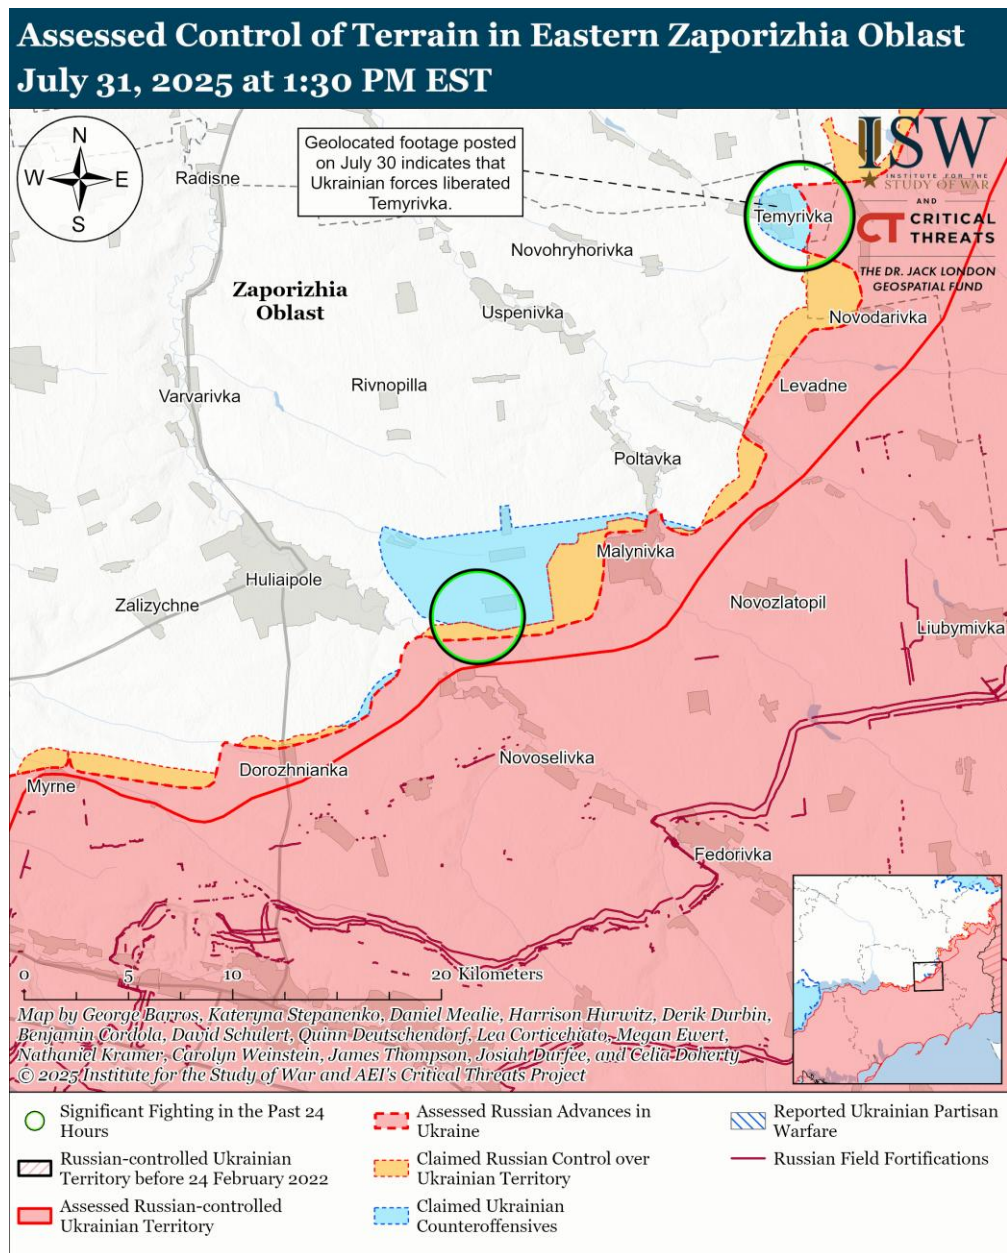 Assessed Control of Terrain in Eastern Zaporizhia Oblast
July 31, 2025 at 1:30 PM EST
N
W
E
S
Radisne
Geolocated footage posted
on July 30 indicates that
Ukrainian forces liberated
Temyrivka.
ISW
INSTITUTE FOR THE
STUDY OF WAR
AND
CT CRITICAL
THREATS
THE DR. JACK LONDON
GEOSPATIAL FUND
Temyrivka
Novohryhorivka
Zaporizhia
Oblast
Uspenivka
Novodarivka
Varvarivka
Rivnopilla
Levadne
Poltavka
Malynivka
Huliaipole
Zalizychne
Novozlatopil
Liubymivka
Myrne
Dorozhnianka
Novoselivka
Fedorivka
0 5 10 20 Kilometers
Map by George Barros, Kateryna Stepanenko, Daniel Mealie, Harrison Hurwitz, Derik Durbin,
Benjamin Cordola, David Schulert, Quinn Deutschendorf, Lea Corticchiato, Megan Ewert,
Nathaniel Kramer, Carolyn Weinstein, James Thompson, Josiah Durfee, and Celia Doherty
© 2025 Institute for the Study of War and AEI's Critical Threats Project
Significant Fighting in the Past 24
Hours
Russian-controlled Ukrainian
Territory before 24 February 2022
Assessed Russian-controlled
Ukrainian Territory
Assessed Russian Advances in
Ukraine
Claimed Russian Control over
Ukrainian Territory
Claimed Ukrainian
Counteroffensives
Reported Ukrainian Partisan
Warfare
Russian Field Fortifications